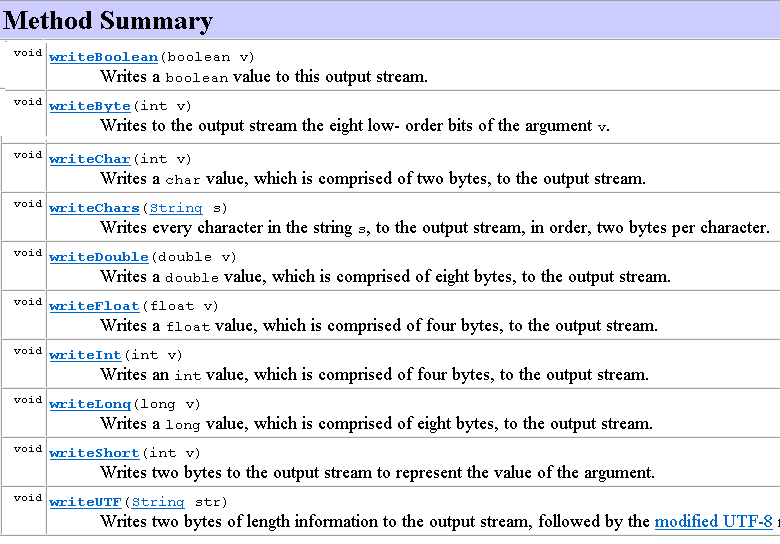 Method Summary
void writeBoolean(boolean v)
Writes a boolean value to this output stream.
void writeByte(int v)
Writes to the output stream the eight low- order bits of the argument v.
void writeChar(int v)
Writes a char value, which is comprised of two bytes, to the output stream.
void writeChars(String s)
Writes every character in the string s, to the output stream, in order, two bytes per character.
void writeDouble(double v)
Writes a double value, which is comprised of eight bytes, to the output stream.
void writeFloat(float v)
Writes a float value, which is comprised of four bytes, to the output stream.
void writeInt(int v)
Writes an int value, which is comprised of four bytes, to the output stream.
void writeLong(long v)
Writes a long value, which is comprised of eight bytes, to the output stream.
void writeShort(int v)
Writes two bytes to the output stream to represent the value of the argument.
void writeUTF(String str)
Writes two bytes of length information to the output stream, followed by the modified UTF-8